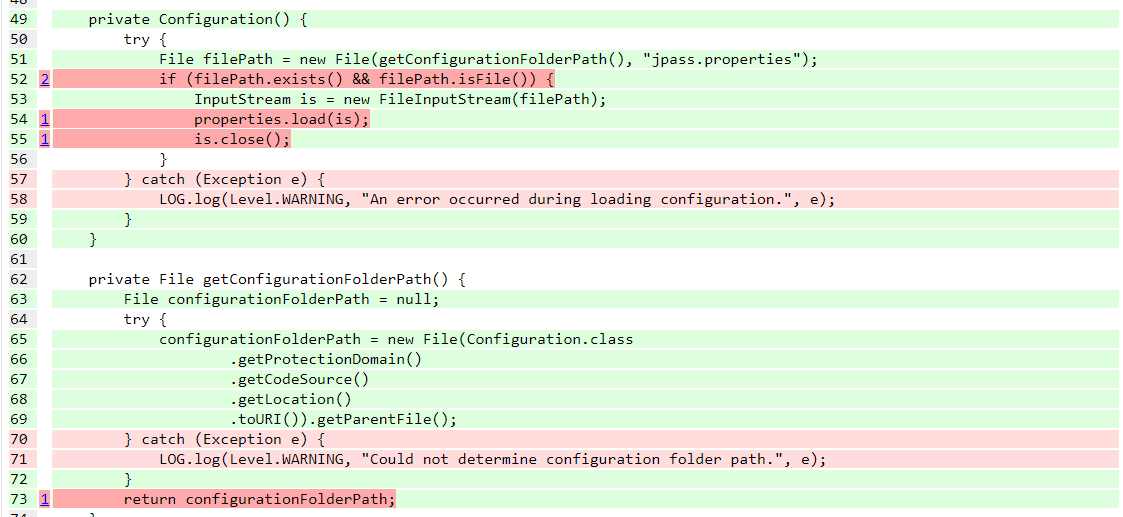 48
49 private Configuration() {
50 try {
51 File filePath = new File(getConfigurationFolderPath(), "jpass.properties");
52 2 if (filePath.exists() && filePath.isFile()) {
53 InputStream is = new FileInputStream(filePath);
54 1 properties.load(is);
55 1 is.close();
56 }
57 } catch (Exception e) {
58 LOG.log(Level.WARNING, "An error occurred during loading configuration.", e);
59 }
60 }
61
62 private File getConfigurationFolderPath() {
63 File configurationFolderPath = null;
64 try {
65 configurationFolderPath = new File(Configuration.class
66 .getProtectionDomain()
67 .getCodeSource()
68 .getLocation()
69 .toURI()).getParentFile();
70 } catch (Exception e) {
71 LOG.log(Level.WARNING, "Could not determine configuration folder path.", e);
72 }
73 1 return configurationFolderPath;
74 }